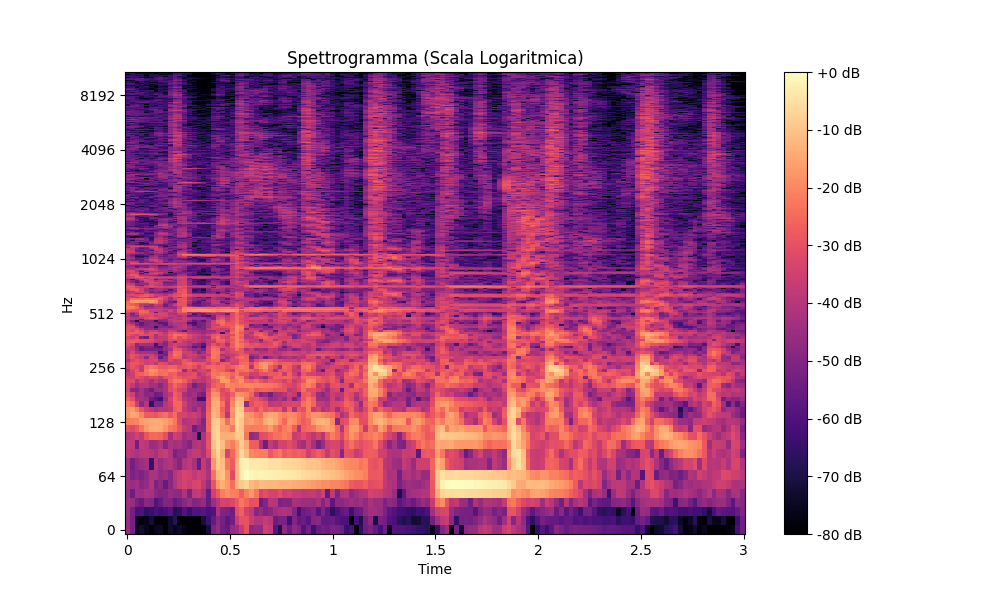 Spettrogramma (Scala Logaritmica)
8192
4096
2048
1024
512
256
128
64
0
Hz
0
0.5
1
1.5
2
2.5
3
Time
+0 dB
-10 dB
-20 dB
-30 dB
-40 dB
-50 dB
-60 dB
-70 dB
-80 dB